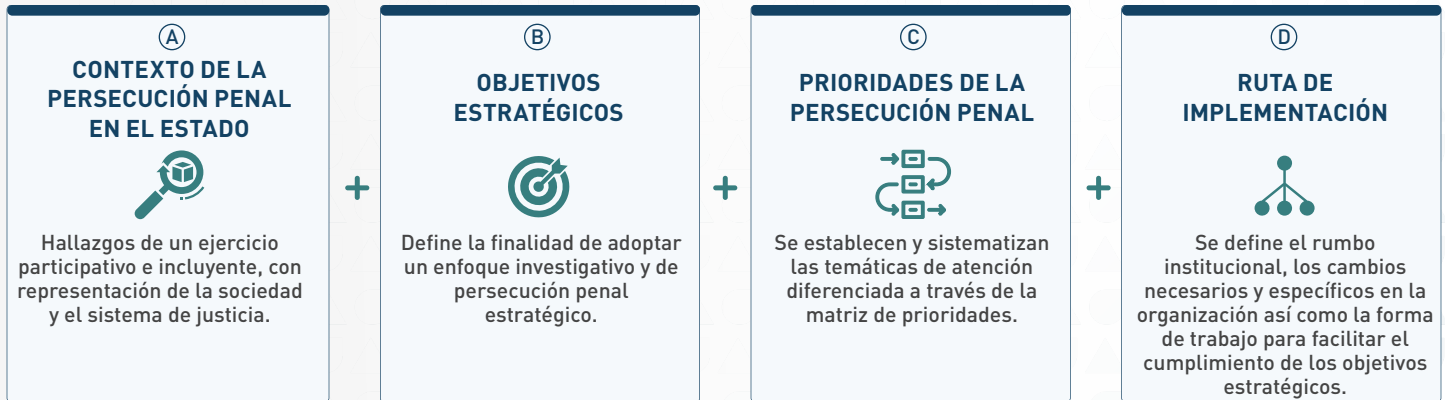 A
CONTEXTO DE LA
PERSECUCIÓN PENAL
EN EL ESTADO
Hallazgos de un ejercicio
participativo e incluyente, con
representación de la sociedad
y el sistema de justicia.
+
B
OBJETIVOS
ESTRATÉGICOS
Define la finalidad de adoptar
un enfoque investigativo y de
persecución penal
estratégico.
+
C
PRIORIDADES DE LA
PERSECUCIÓN PENAL
Se establecen y sistematizan
las temáticas de atención
diferenciada a través de la
matriz de prioridades.
+
D
RUTA DE
IMPLEMENTACIÓN
Se define el rumbo
institucional, los cambios
necesarios y específicos en la
organización así como la forma
de trabajo para facilitar el
cumplimiento de los objetivos
estratégicos.